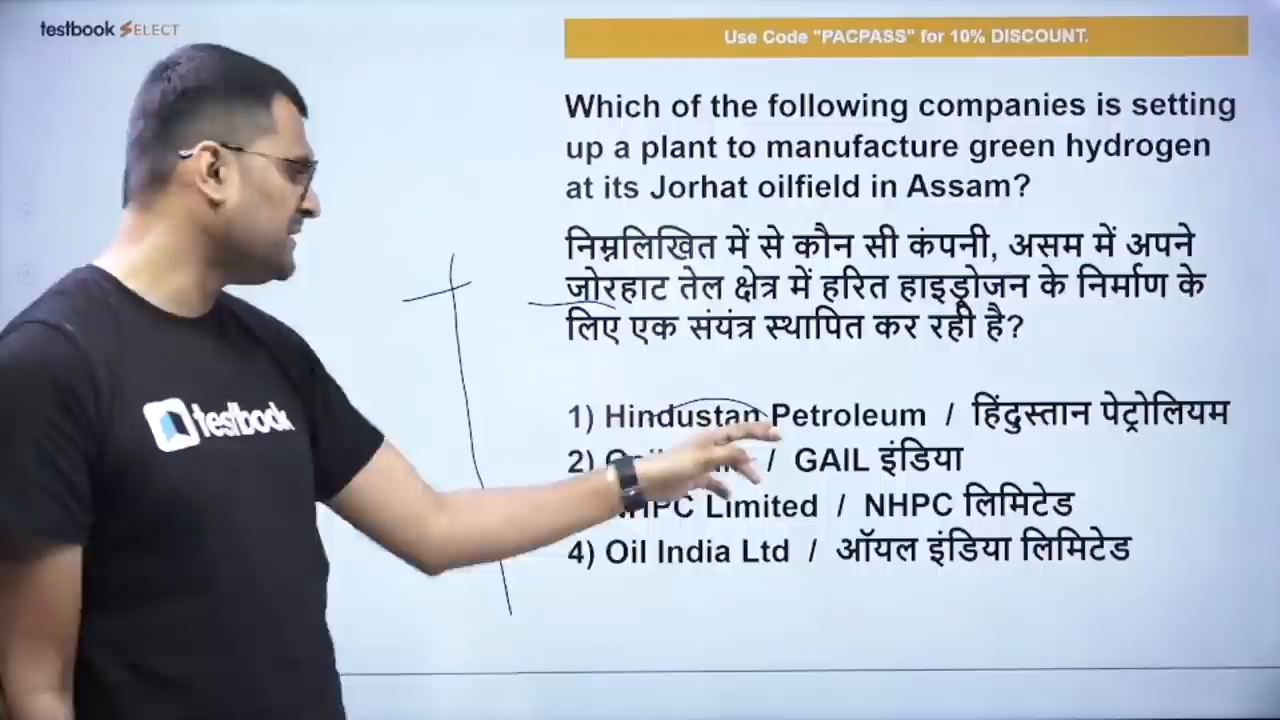 testbook SELECT
Use Code "PACPASS" for 10% DISCOUNT.
Which of the following companies is setting
up a plant to manufacture green hydrogen
at its Jorhat oilfield in Assam?
निम्नलिखित में से कौन सी कंपनी, असम में अपने
जोरहाट तेल क्षेत्र में हरित हाइड्रोजन के निर्माण के
लिए एक संयंत्र स्थापित कर रही है?
1) Hindustan Petroleum / हिंदुस्तान पेट्रोलियम
2) / GAIL इंडिया
Limited / NHPC लिमिटेड
4) Oil India Ltd / ऑयल इंडिया लिमिटेड
testbook